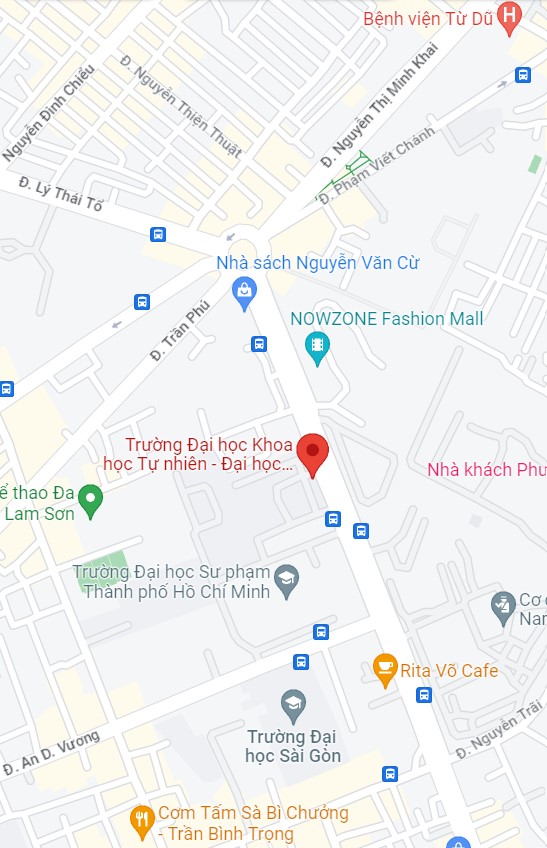 Bệnh viện Từ Dũ
Nguyễn Đình Chiểu
Đ. Nguyễn Thiện Thuật
Đ. Nguyễn Thị Minh Khai
Đ. Phạm Viết Chánh
Đ. Lý Thái Tổ
Nhà sách Nguyễn Văn Cừ
Đ. Trần Phú
NOWZONE Fashion Mall
Trường Đại học Khoa
học Tự nhiên - Đại học...
Nhà khách Phư
ể thao Đa
Lam Sơn
Trường Đại học Sư phạm
Thành phố Hồ Chí Minh
Cơ q
Nam
Rita Võ Cafe
Trường Đại
học Sài Gòn
Đ. Nguyễn Trãi
Đ. An D. Vương
Cơm Tấm Sà Bì Chưởng
- Trần Bình Trọng